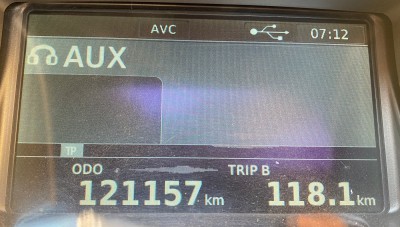 AVC 07:12
AUX
TP
ODO TRIP B
121157 km 118.1 km